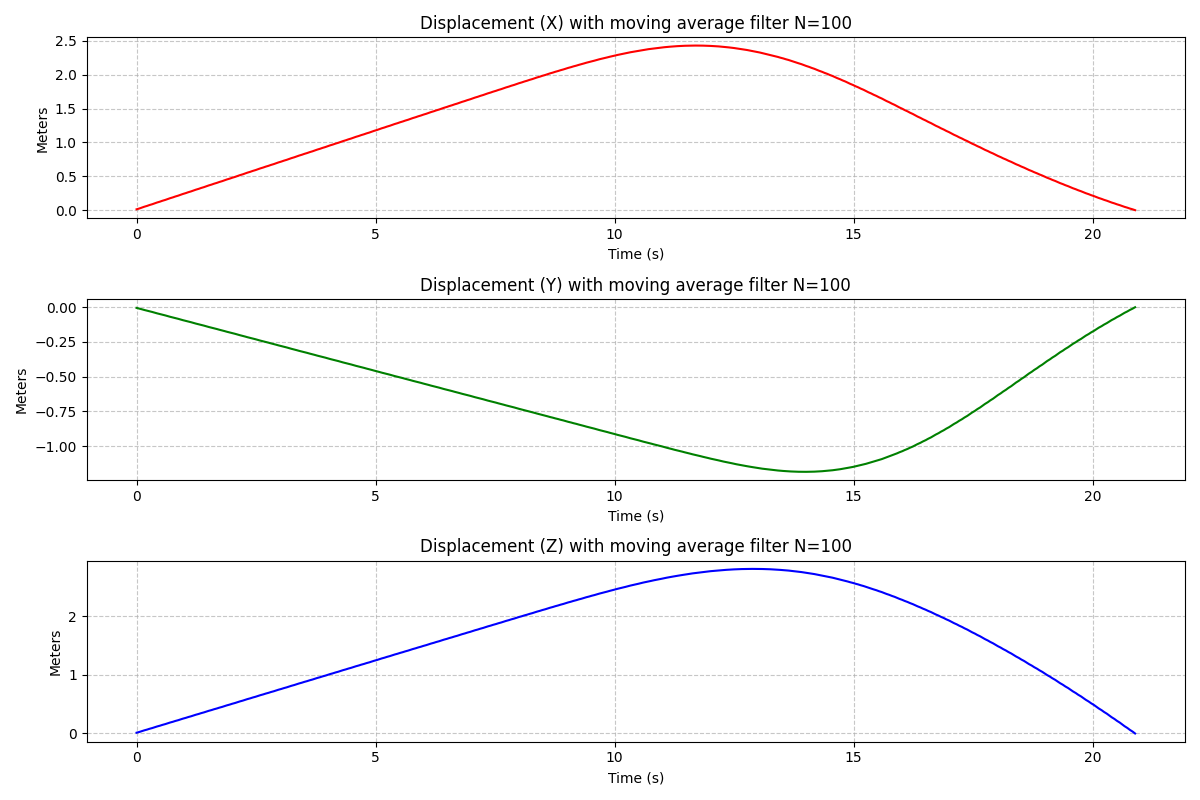 Displacement (X) with moving average filter N=100
Meters
2.5
2.0
1.5
1.0
0.5
0.0
0 5 10 15 20
Time (s)
Displacement (Y) with moving average filter N=100
Meters
0.00
−0.25
−0.50
−0.75
−1.00
0 5 10 15 20
Time (s)
Displacement (Z) with moving average filter N=100
Meters
2
1
0
0 5 10 15 20
Time (s)